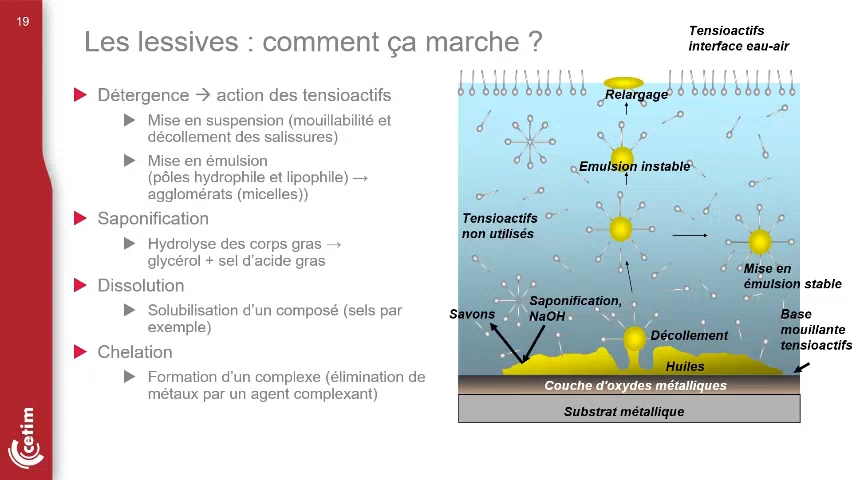 19
Les lessives : comment ça marche ?
Détergence → action des tensioactifs
Mise en suspension (mouillabilité et
décollement des salissures)
Mise en émulsion
(pôles hydrophile et lipophile) →
agglomérats (micelles))
Saponification
Hydrolyse des corps gras →
glycérol + sel d'acide gras
Dissolution
Solubilisation d'un composé (sels par
exemple)
Chelation
Formation d'un complexe (élimination de
métaux par un agent complexant)
Tensioactifs
interface eau-air
Relargage
Emulsion instable
Tensioactifs
non utilisés
Mise en
émulsion stable
Saponification,
NaOH
Savons
Base
mouillante
tensioactifs
Décollement
Huiles
Couche d'oxydes métalliques
Substrat métallique
cetim